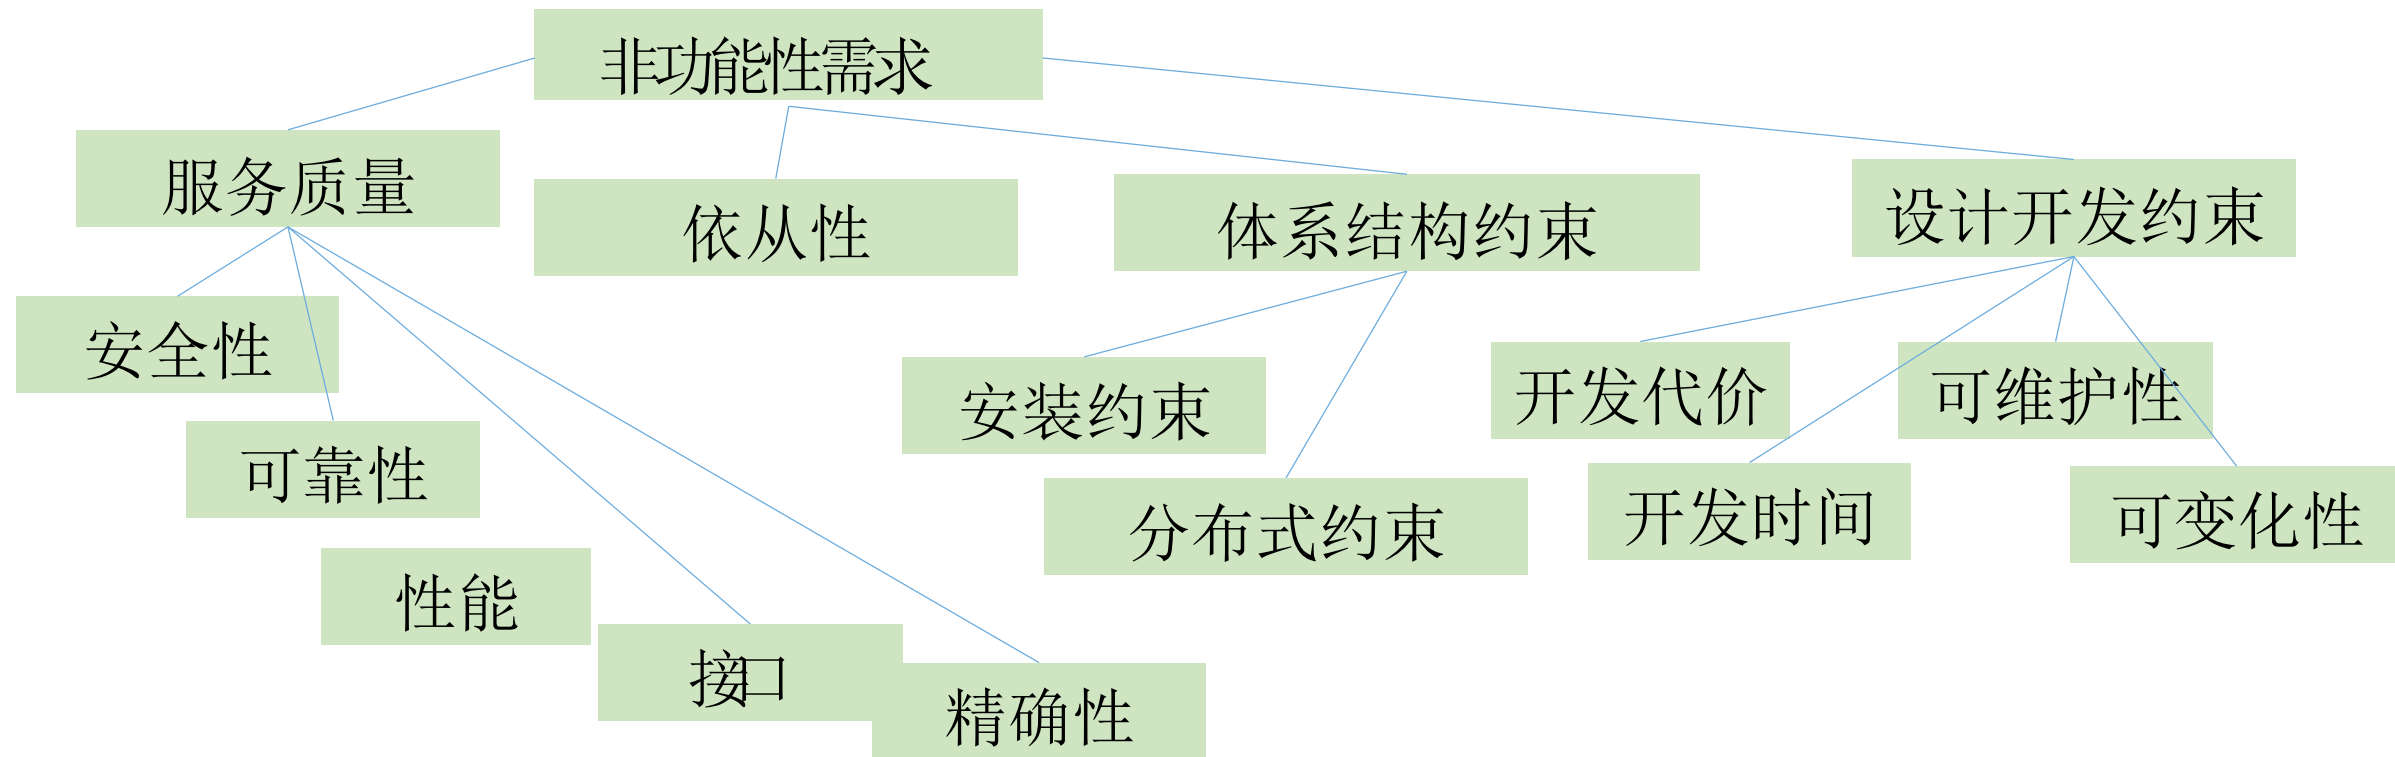 非功能性需求
服务质量
依从性
体系结构约束
设计开发约束
安全性
可靠性
性能
接口
精确性
安装约束
分布式约束
开发代价
可维护性
开发时间
可变化性